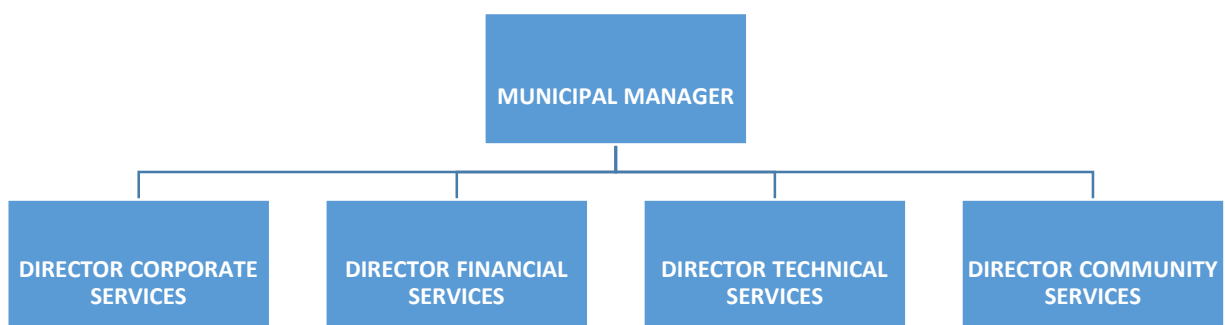 MUNICIPAL MANAGER
DIRECTOR CORPORATE
SERVICES
DIRECTOR FINANCIAL
SERVICES
DIRECTOR TECHNICAL
SERVICES
DIRECTOR COMMUNITY
SERVICES